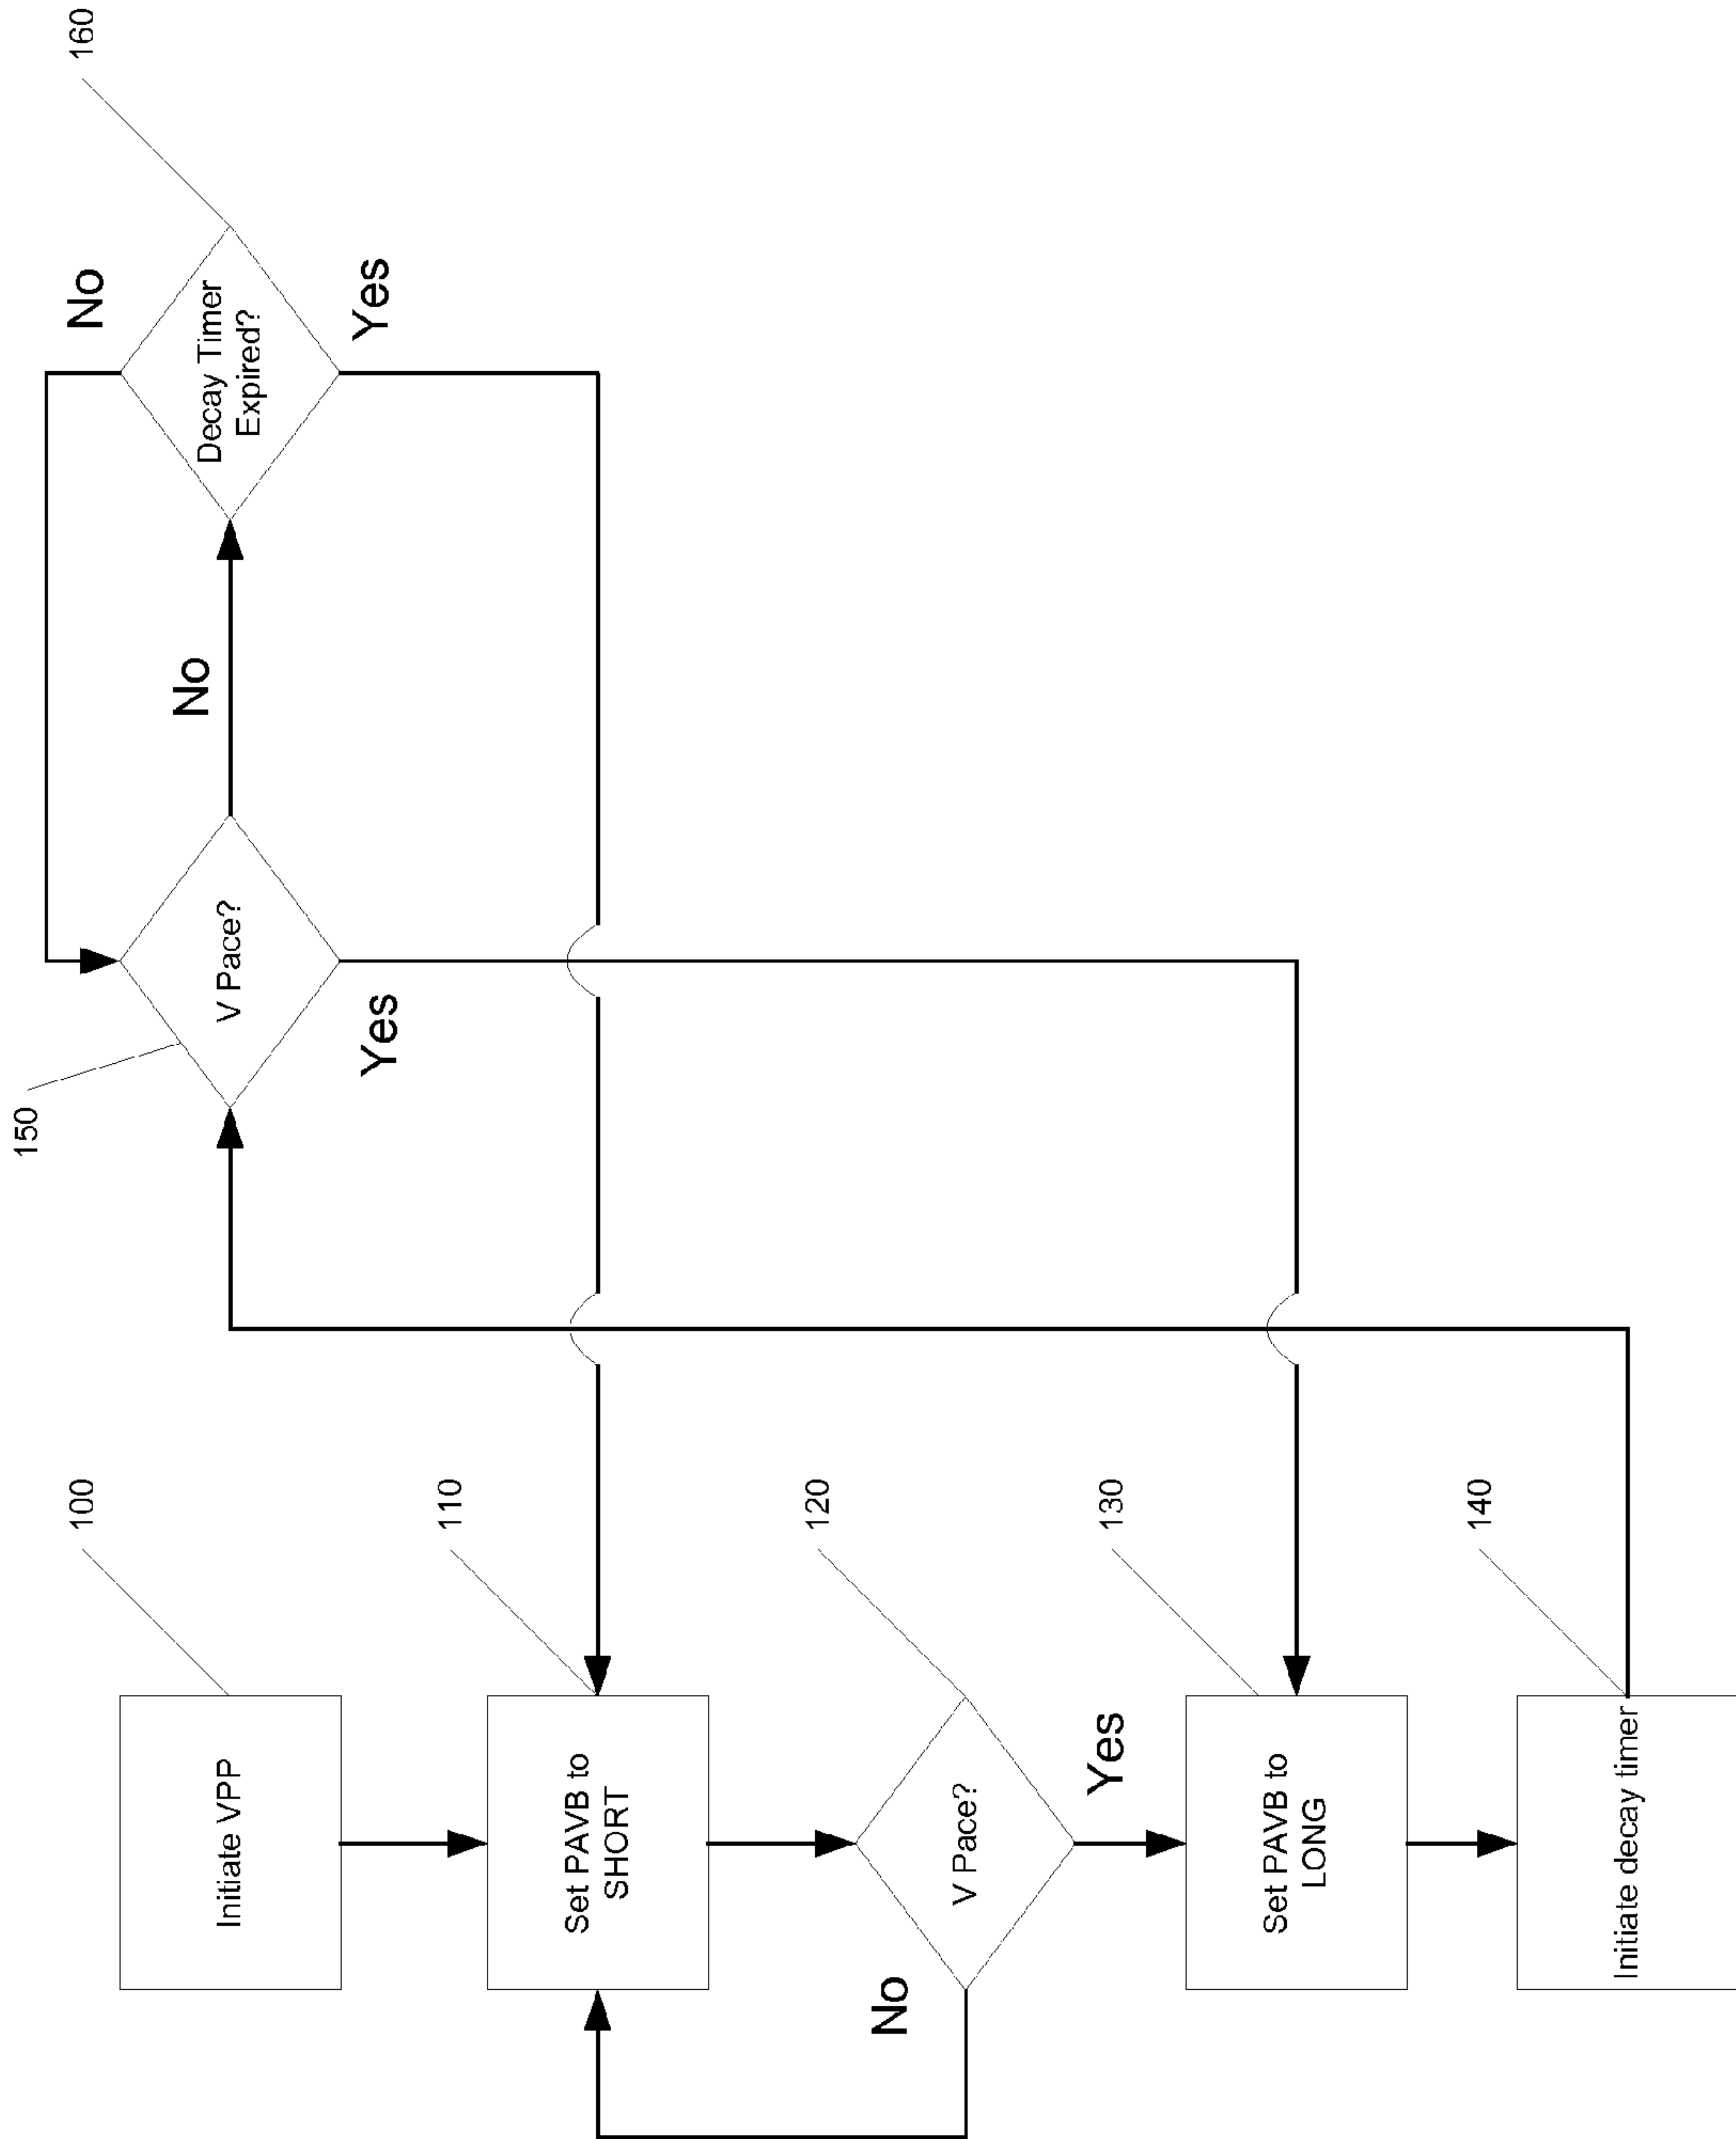 Initiate VPP
100
Set PAVB to
SHORT
110
V Pace?
120
No
Yes
Set PAVB to
LONG
130
Initiate decay timer
140
150
V Pace?
Yes
No
Decay Timer
Expired?
160
No
Yes